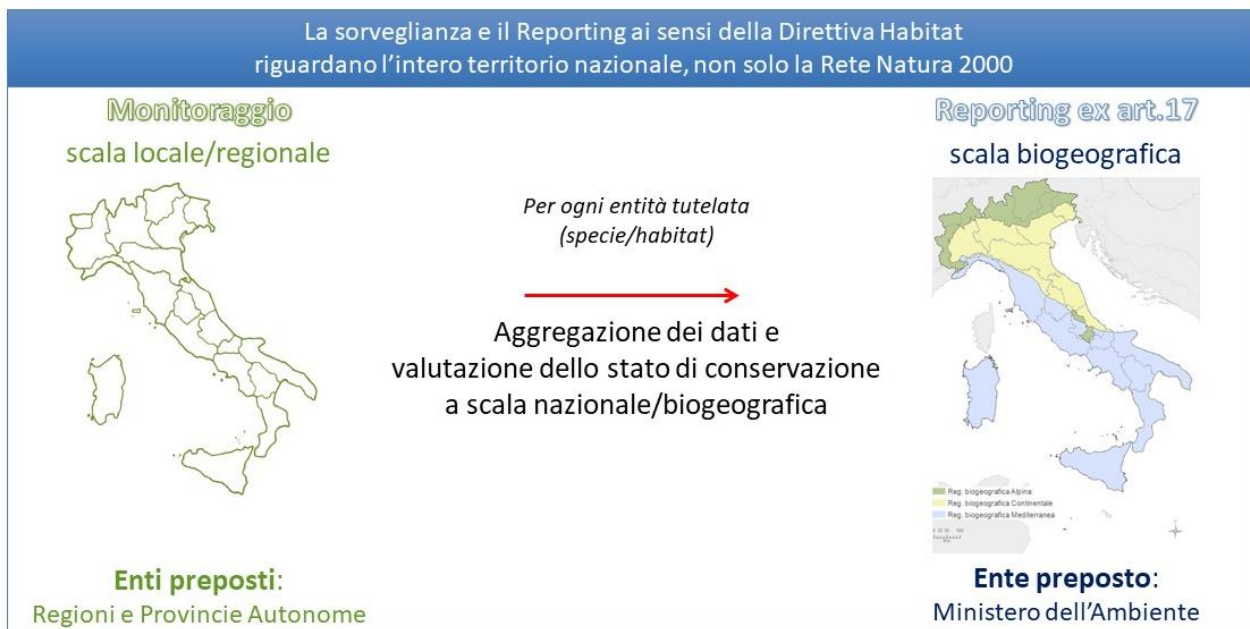 La sorveglianza e il Reporting ai sensi della Direttiva Habitat
riguardano l'intero territorio nazionale, non solo la Rete Natura 2000
Monitoraggio
scala locale/regionale
Per ogni entità tutelata
(specie/habitat)
Aggregazione dei dati e
valutazione dello stato di conservazione
a scala nazionale/biogeografica
Reporting ex art.17
scala biogeografica
Reg. biogeografica Alpina
Reg. biogeografica Continentale
Reg. biogeografica Mediterranea
Enti preposti:
Regioni e Provincie Autonome
Ente preposto:
Ministero dell'Ambiente